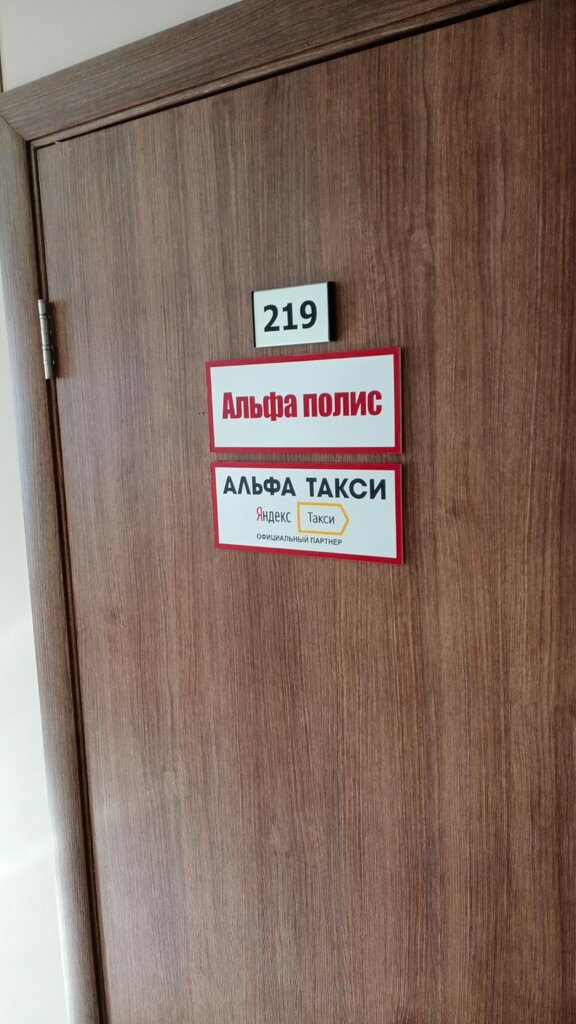 219
Альфа полис
АЛЬФА ТАКСИ
Яндекс Такси
ОФИЦИАЛЬНЫЙ ПАРТНЕР